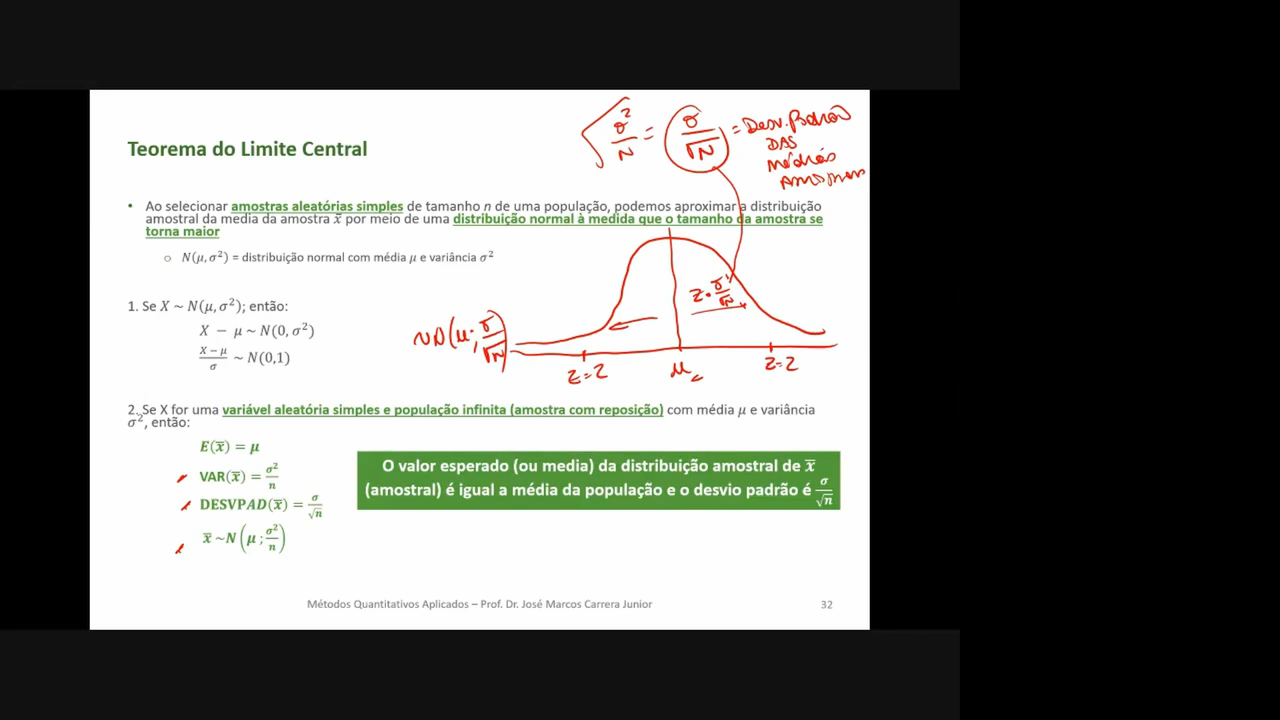 Teorema do Limite Central
√σ²/N = σ/√N = Desv. Padrão
DAS
médias
Amostrais
• Ao selecionar amostras aleatórias simples de tamanho n de uma população, podemos aproximar a distribuição
amostral da media da amostra x̅ por meio de uma distribuição normal à medida que o tamanho da amostra se
torna maior
○ N(μ, σ²) = distribuição normal com média μ e variância σ²
1. Se X ~ N(μ, σ²); então:
X − μ ~ N(0, σ²)
(X−μ)/σ ~ N(0,1)
Z • σ/√n
ND(μ; σ/√N)
Z=Z
μ
Z=Z
2. Se X for uma variável aleatória simples e população infinita (amostra com reposição) com média μ e variância
σ², então:
E(x̅) = μ
VAR(x̅) = σ²/n
DESVPAD(x̅) = σ/√n
x̅ ~N(μ ; σ²/n)
O valor esperado (ou media) da distribuição amostral de x̅
(amostral) é igual a média da população e o desvio padrão é σ/√n
Métodos Quantitativos Aplicados – Prof. Dr. José Marcos Carrera Junior
32